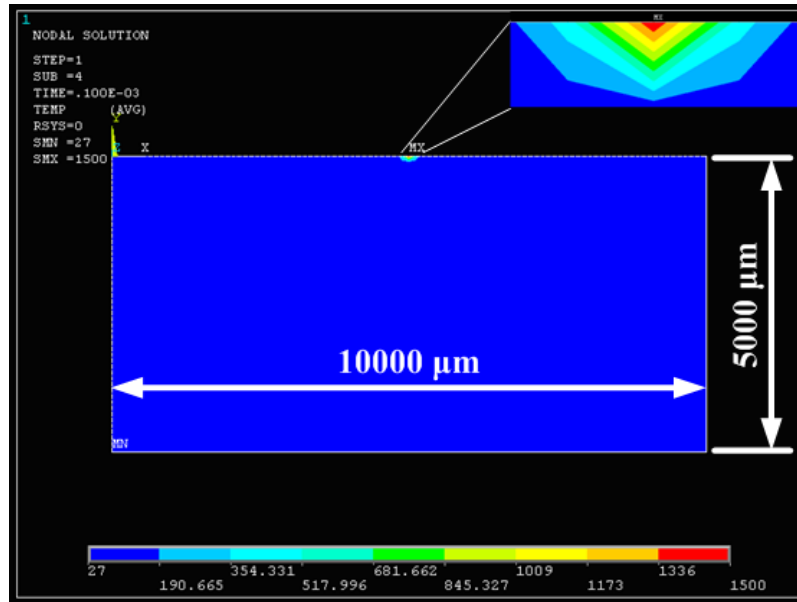 1
NODAL SOLUTION
STEP=1
SUB =4
TIME=.100E-03
TEMP (AVG)
RSYS=0
SMN =27
SMX =1500
Y
Z X
MX
MX
10000 µm
5000 µm
MN
27 354.331 681.662 1009 1336
190.665 517.996 845.327 1173 1500